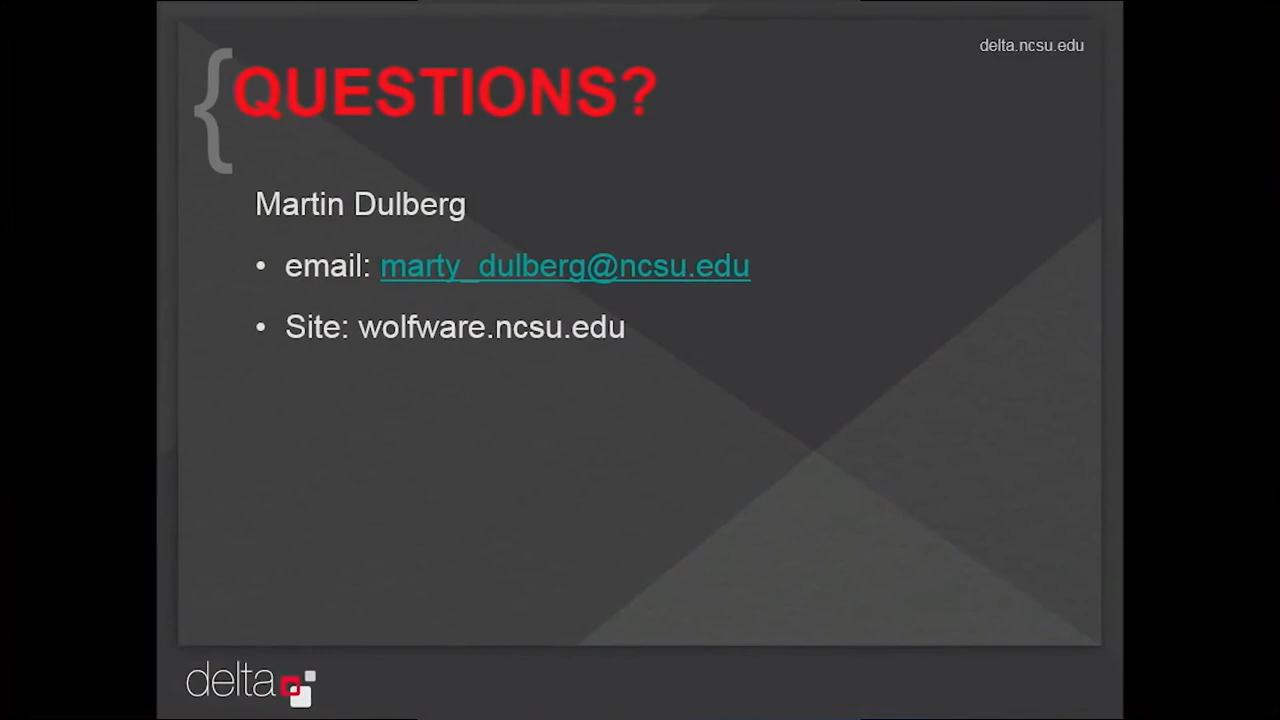 delta.ncsu.edu
{QUESTIONS?
Martin Dulberg
• email: marty_dulberg@ncsu.edu
• Site: wolfware.ncsu.edu
delta